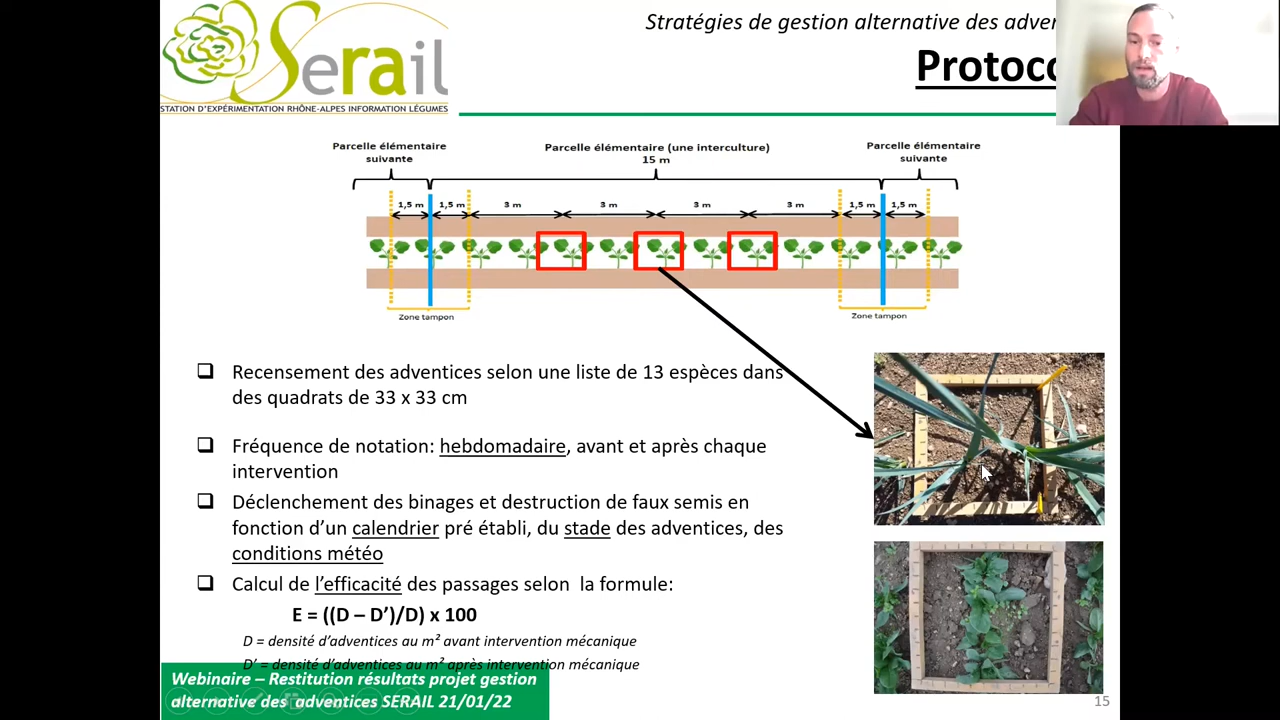 Stratégies de gestion alternative des adven
Serail
STATION D'EXPÉRIMENTATION RHÔNE-ALPES INFORMATION LÉGUMES
Protoco
Parcelle élémentaire
suivante
Parcelle élémentaire (une interculture)
15 m
Parcelle élémentaire
suivante
1,5 m 1,5 m 3 m 3 m 3 m 3 m 1,5 m 1,5 m
Zone tampon
Zone tampon
Recensement des adventices selon une liste de 13 espèces dans
des quadrats de 33 x 33 cm
Fréquence de notation: hebdomadaire, avant et après chaque
intervention
Déclenchement des binages et destruction de faux semis en
fonction d'un calendrier pré établi, du stade des adventices, des
conditions météo
Calcul de l'efficacité des passages selon la formule:
E = ((D – D')/D) x 100
D = densité d'adventices au m² avant intervention mécanique
D' = densité d'adventices au m² après intervention mécanique
Webinaire – Restitution résultats projet gestion
alternative des adventices SERAIL 21/01/22
15